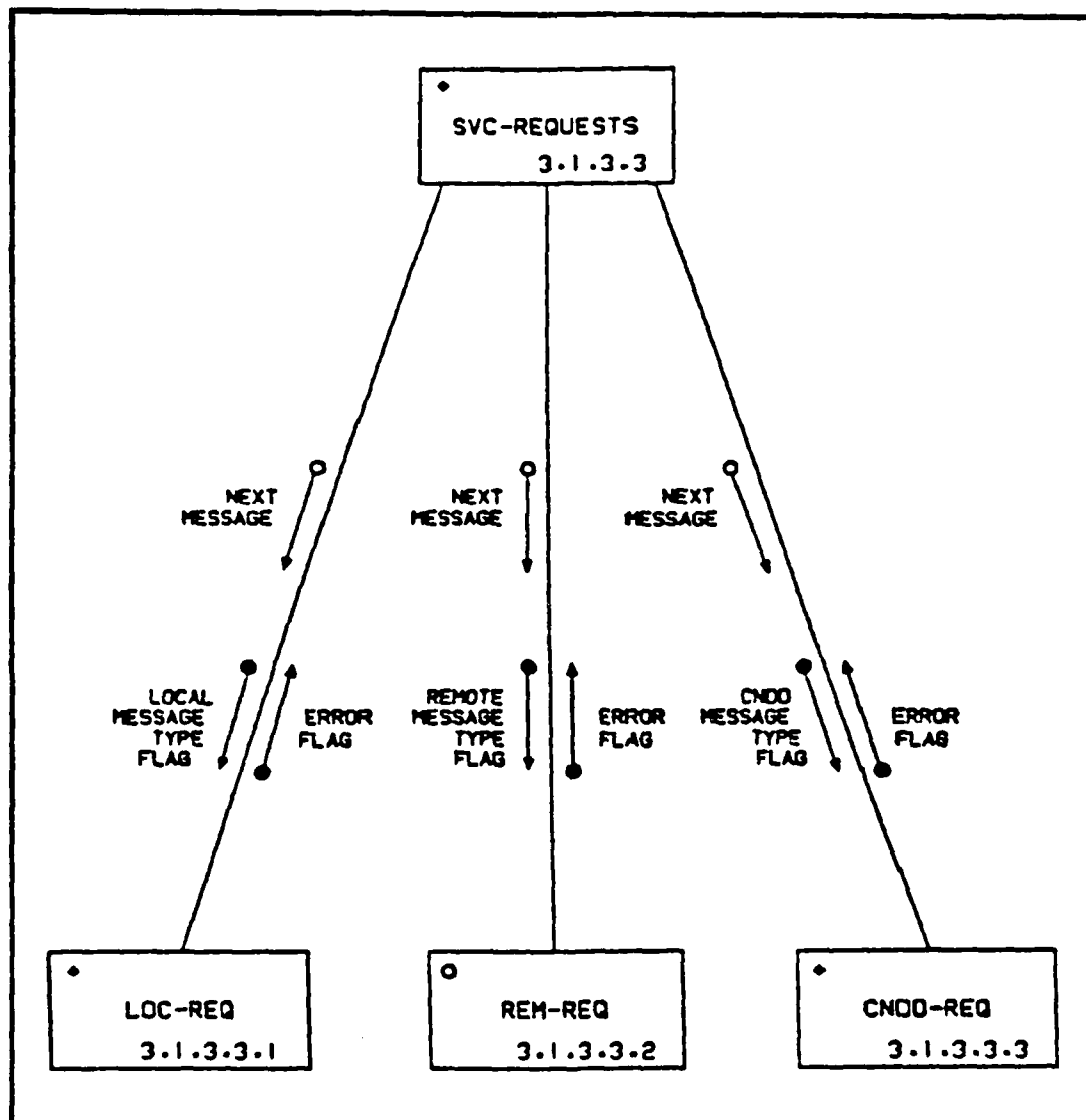 SVC-REQUESTS
3.1.3.3
NEXT
MESSAGE
NEXT
MESSAGE
NEXT
MESSAGE
LOCAL
MESSAGE
TYPE
FLAG
ERROR
FLAG
REMOTE
MESSAGE
TYPE
FLAG
ERROR
FLAG
CNDD
MESSAGE
TYPE
FLAG
ERROR
FLAG
LOC-REQ
3.1.3.3.1
REM-REQ
3.1.3.3.2
CNDD-REQ
3.1.3.3.3